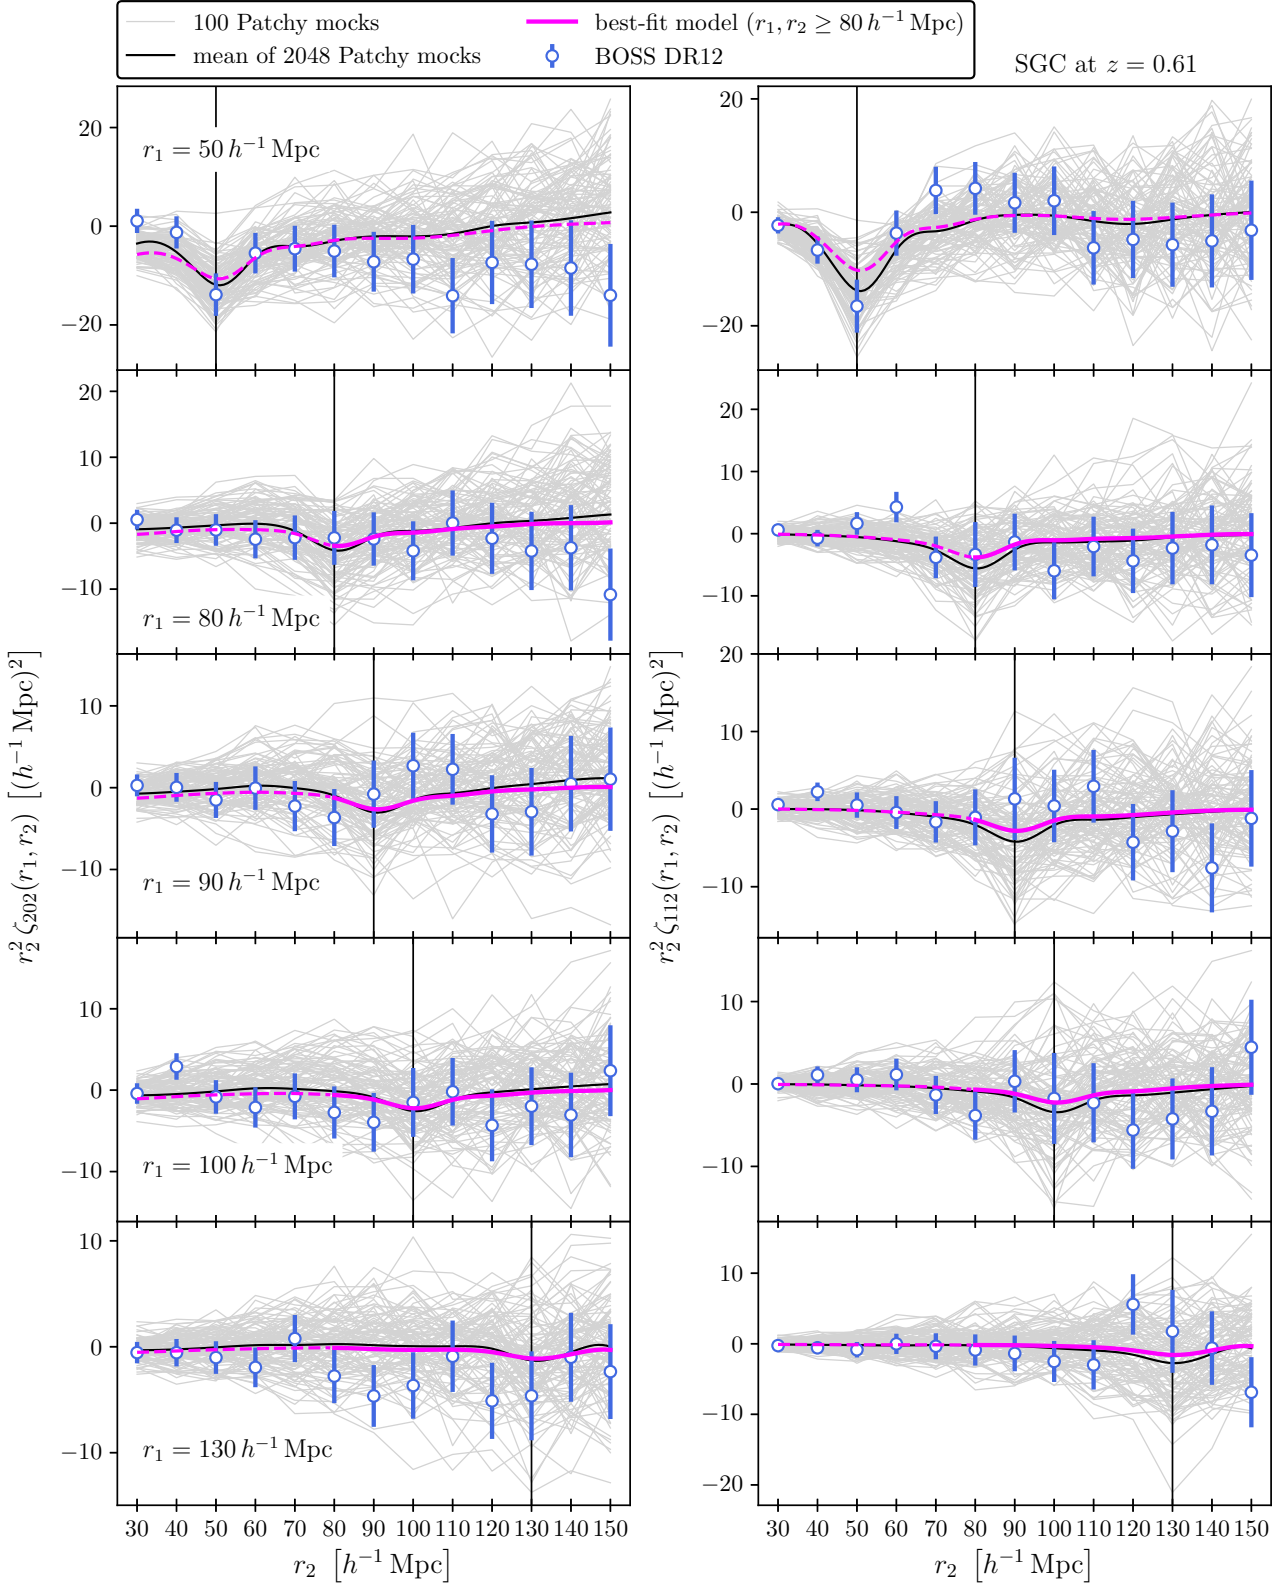 100 Patchy mocks
mean of 2048 Patchy mocks
best-fit model (r₁, r₂ ≥ 80 h⁻¹ Mpc)
BOSS DR12
SGC at z = 0.61
r₁ = 50 h⁻¹ Mpc
20
0
−20
20
0
−20
r₁ = 80 h⁻¹ Mpc
20
10
0
−10
20
10
0
−10
r₁ = 90 h⁻¹ Mpc
10
0
−10
20
10
0
−10
r₁ = 100 h⁻¹ Mpc
10
0
−10
10
0
−10
r₁ = 130 h⁻¹ Mpc
10
0
−10
10
0
−10
−20
r₂² ζ₂₀₂(r₁, r₂) [(h⁻¹ Mpc)²]
r₂² ζ₁₁₂(r₁, r₂) [(h⁻¹ Mpc)²]
30 40 50 60 70 80 90 100 110 120 130 140 150
30 40 50 60 70 80 90 100 110 120 130 140 150
r₂ [h⁻¹ Mpc]
r₂ [h⁻¹ Mpc]